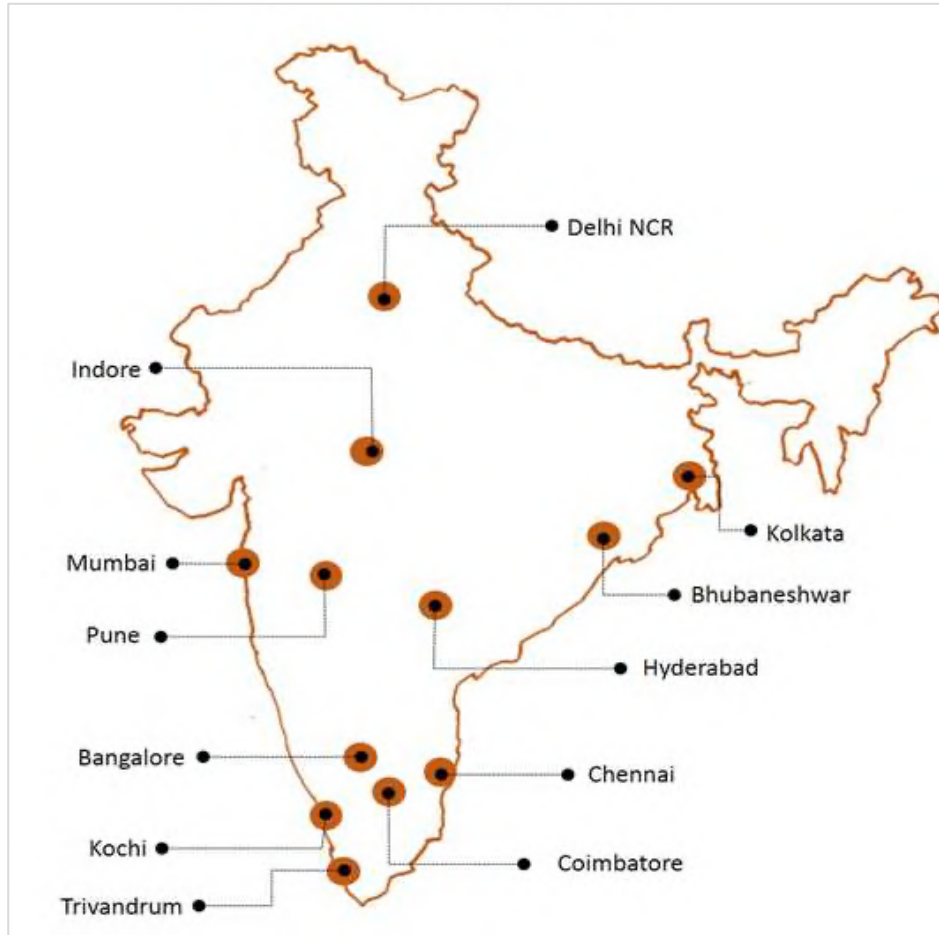 Delhi NCR
Indore
Kolkata
Mumbai
Bhubaneshwar
Pune
Hyderabad
Bangalore
Chennai
Kochi
Coimbatore
Trivandrum